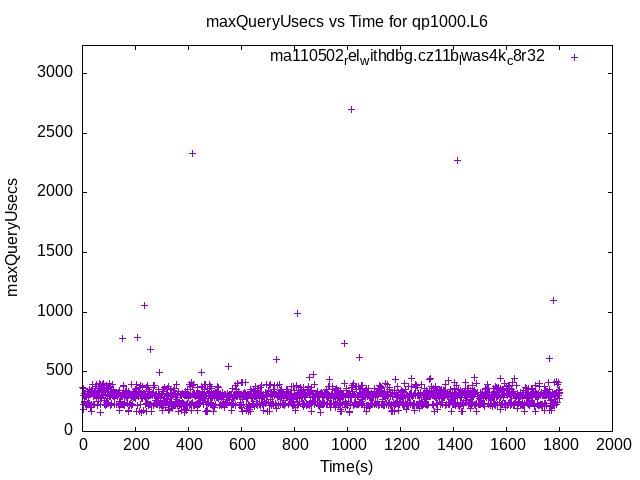 maxQueryUsecs vs Time for qp1000.L6
ma110502_rel_withdbg.cz11b_lwas4k_c8r32
3000
2500
2000
1500
1000
500
0
maxQueryUsecs
0 200 400 600 800 1000 1200 1400 1600 1800 2000
Time(s)